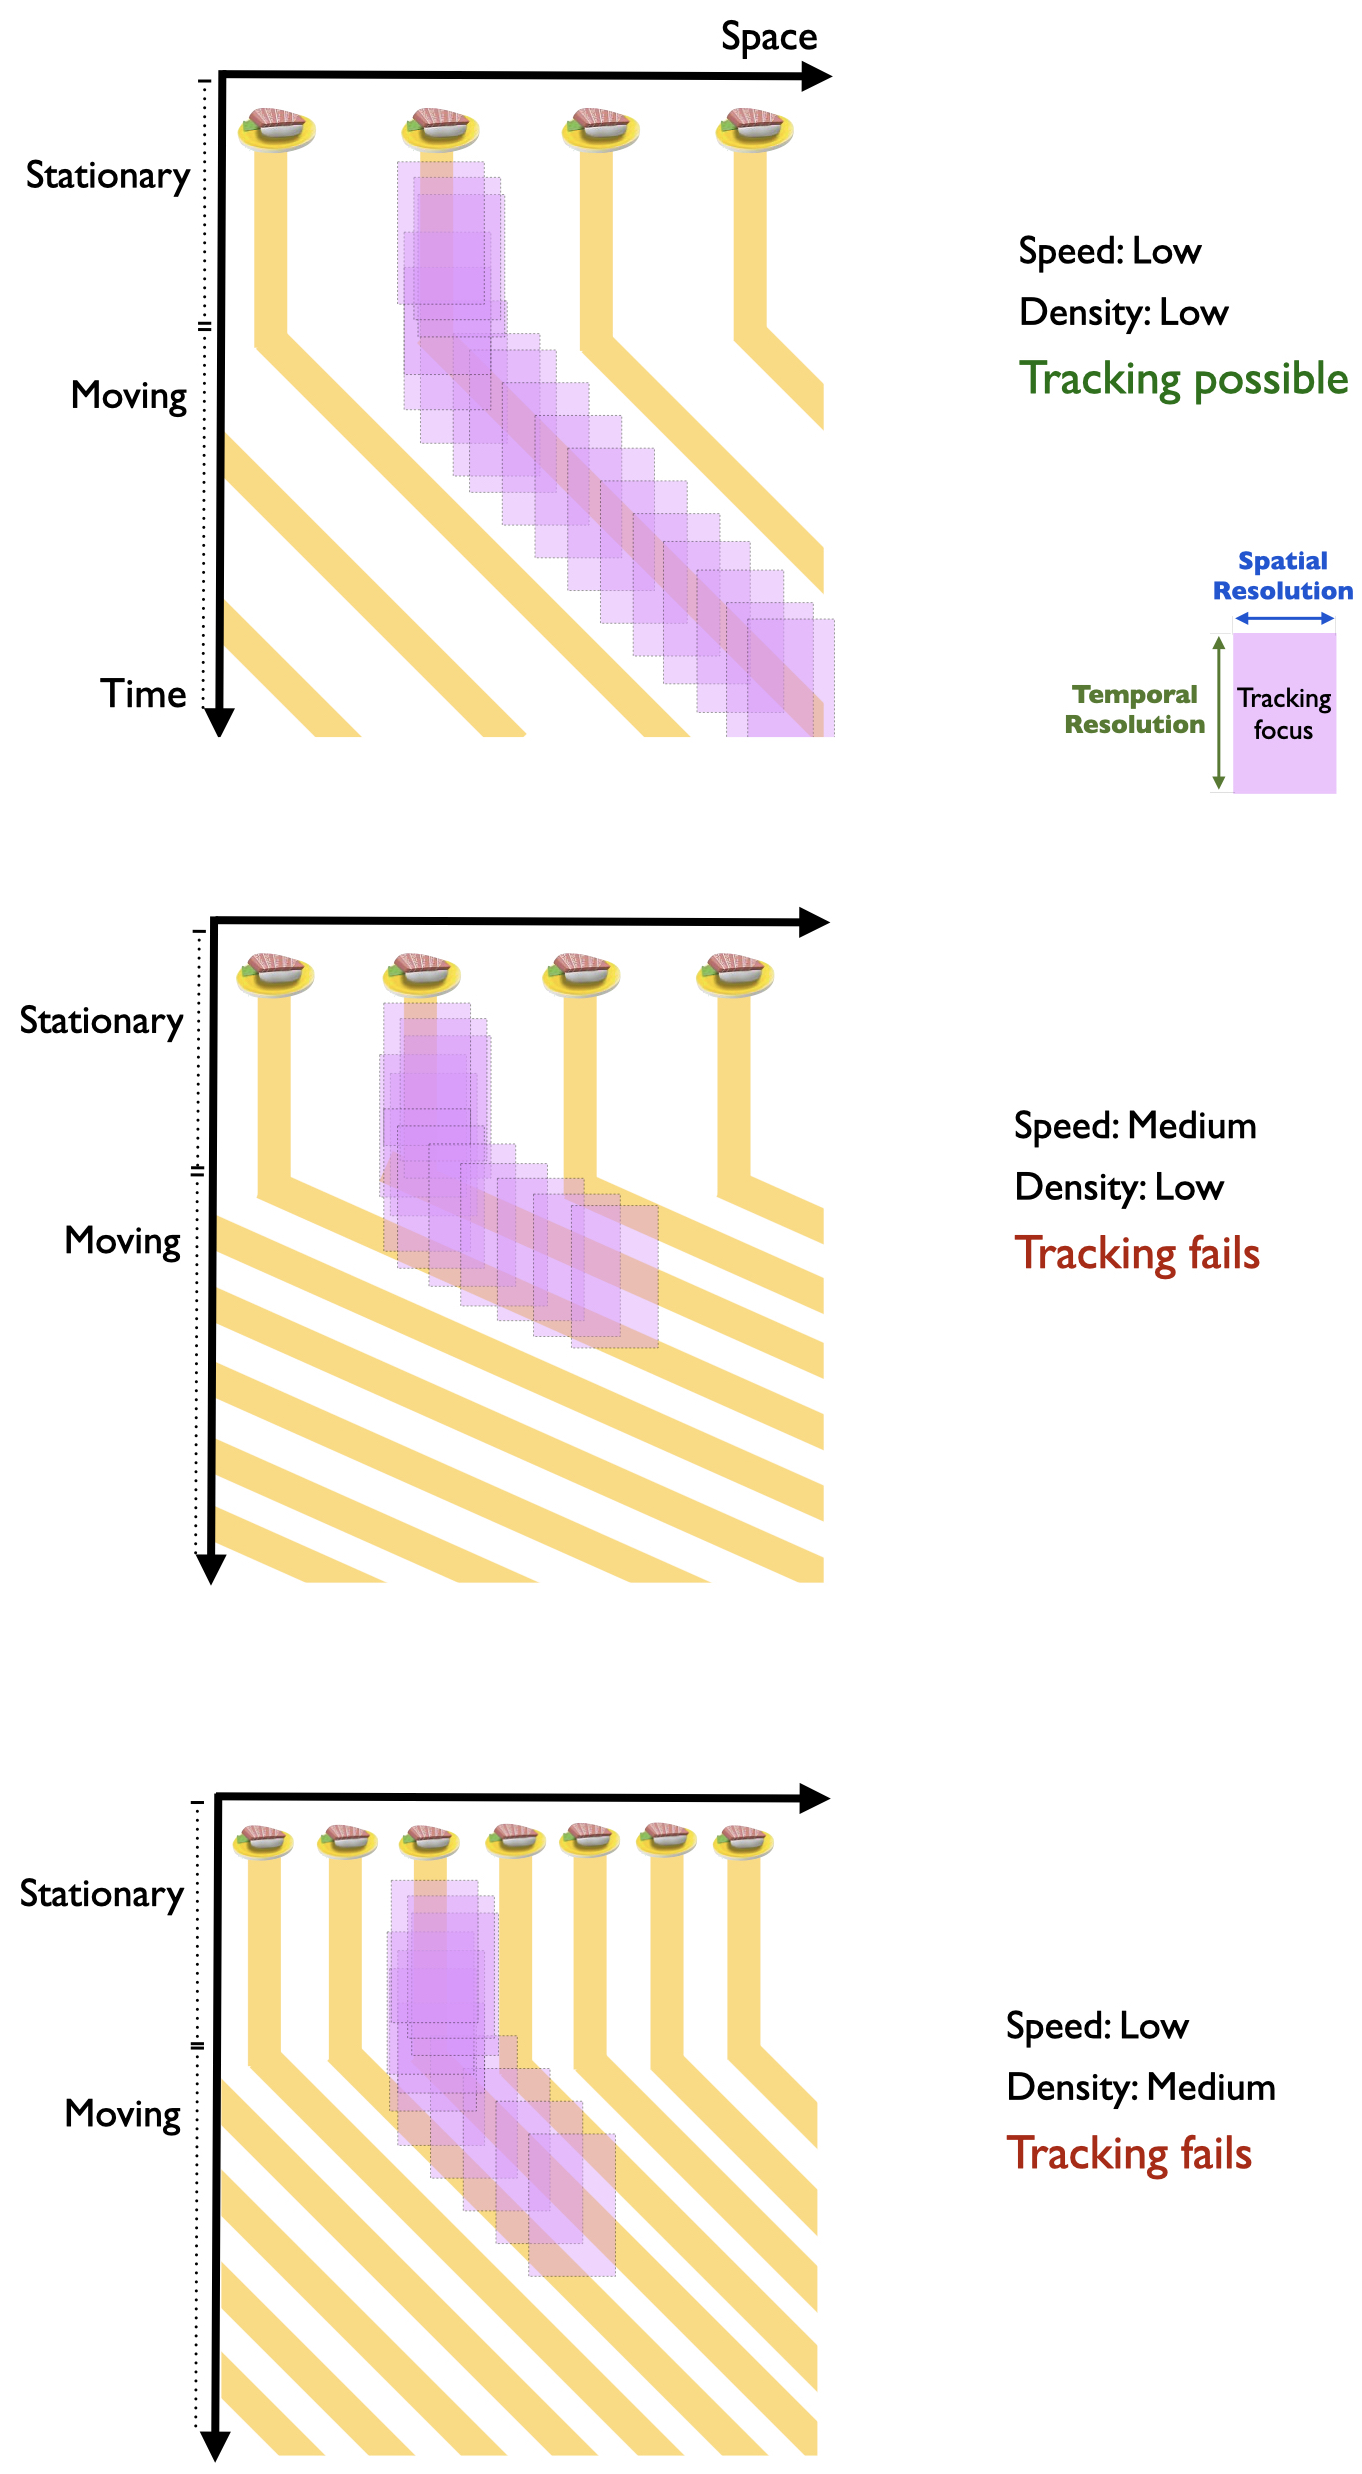 Space
Stationary
Speed: Low
Density: Low
Tracking possible
Moving
Time
Spatial
Resolution
Temporal
Resolution
Tracking
focus
Stationary
Moving
Speed: Medium
Density: Low
Tracking fails
Stationary
Moving
Speed: Low
Density: Medium
Tracking fails